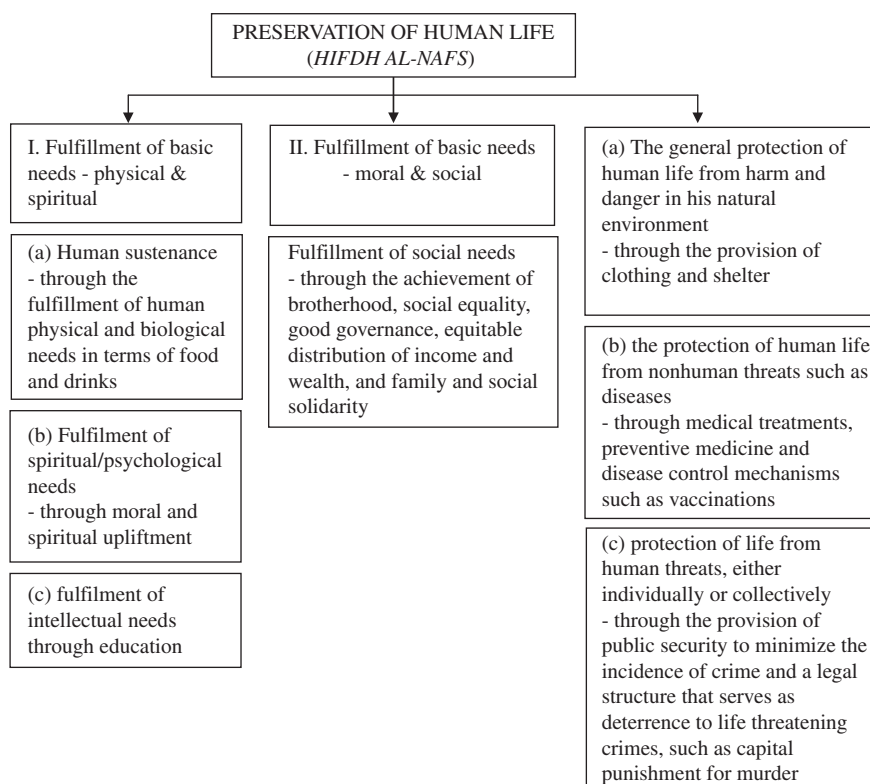 PRESERVATION OF HUMAN LIFE
(HIFDH AL-NAFS)
I. Fulfillment of basic
needs - physical &
spiritual
(a) Human sustenance
- through the
fulfillment of human
physical and biological
needs in terms of food
and drinks
(b) Fulfilment of
spiritual/psychological
needs
- through moral and
spiritual upliftment
(c) fulfilment of
intellectual needs
through education
II. Fulfillment of basic needs
- moral & social
Fulfillment of social needs
- through the achievement of
brotherhood, social equality,
good governance, equitable
distribution of income and
wealth, and family and social
solidarity
(a) The general protection of
human life from harm and
danger in his natural
environment
- through the provision of
clothing and shelter
(b) the protection of human life
from nonhuman threats such as
diseases
- through medical treatments,
preventive medicine and
disease control mechanisms
such as vaccinations
(c) protection of life from
human threats, either
individually or collectively
- through the provision of
public security to minimize the
incidence of crime and a legal
structure that serves as
deterrence to life threatening
crimes, such as capital
punishment for murder